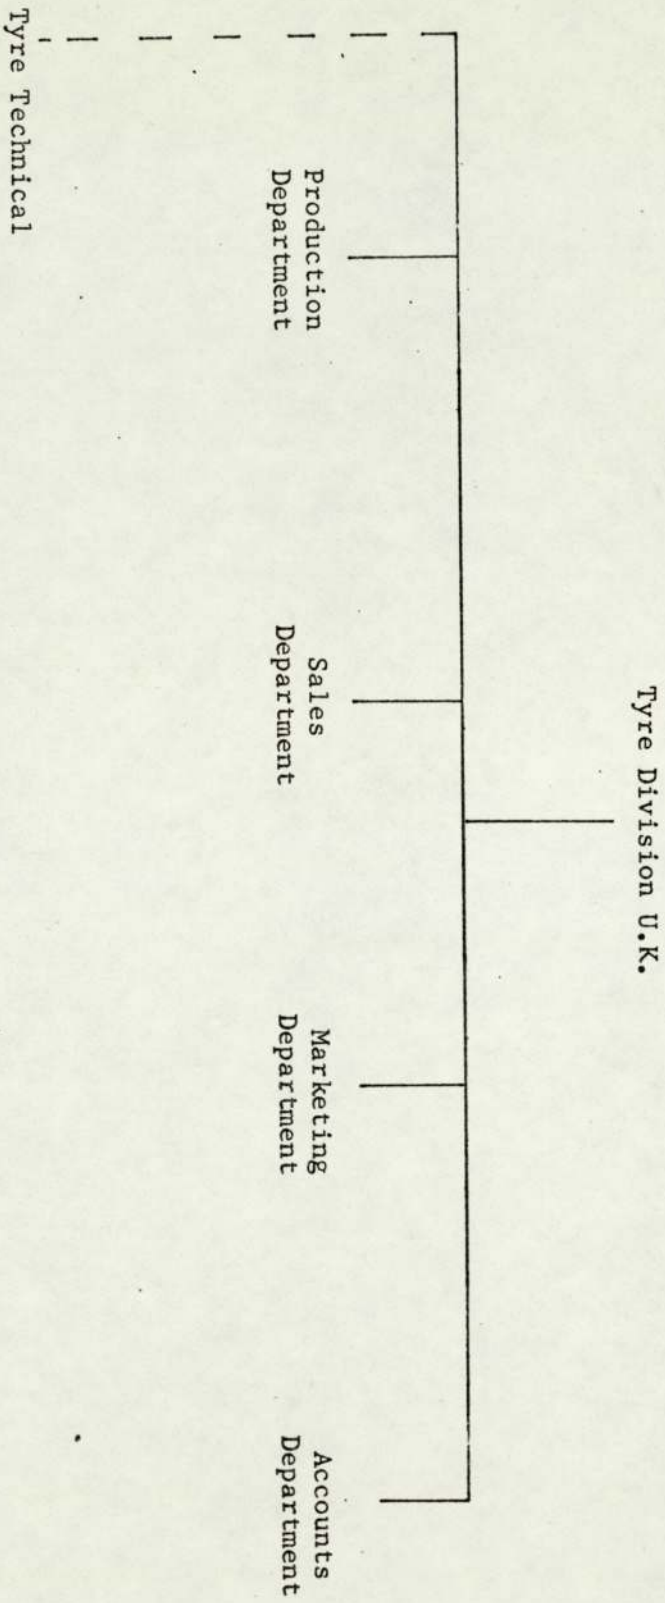 Tyre Division U.K.
Production
Department
Sales
Department
Marketing
Department
Accounts
Department
Tyre Technical